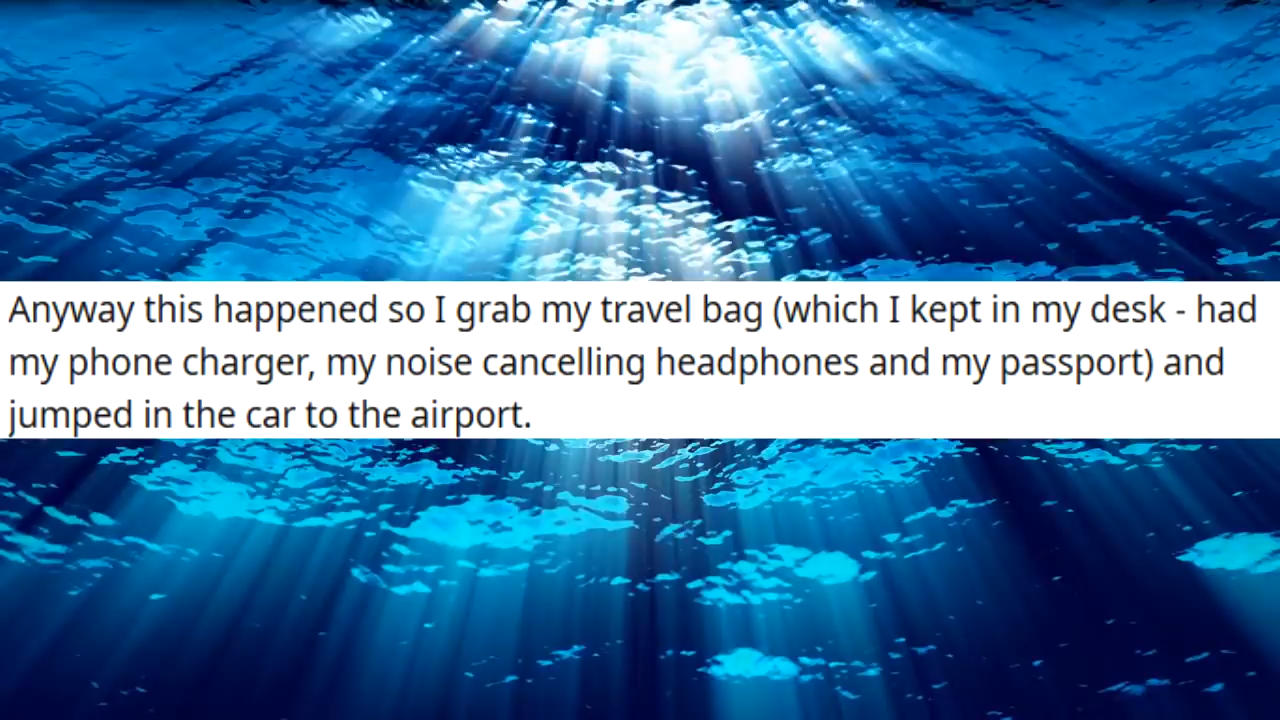 Anyway this happened so I grab my travel bag (which I kept in my desk - had
my phone charger, my noise cancelling headphones and my passport) and
jumped in the car to the airport.